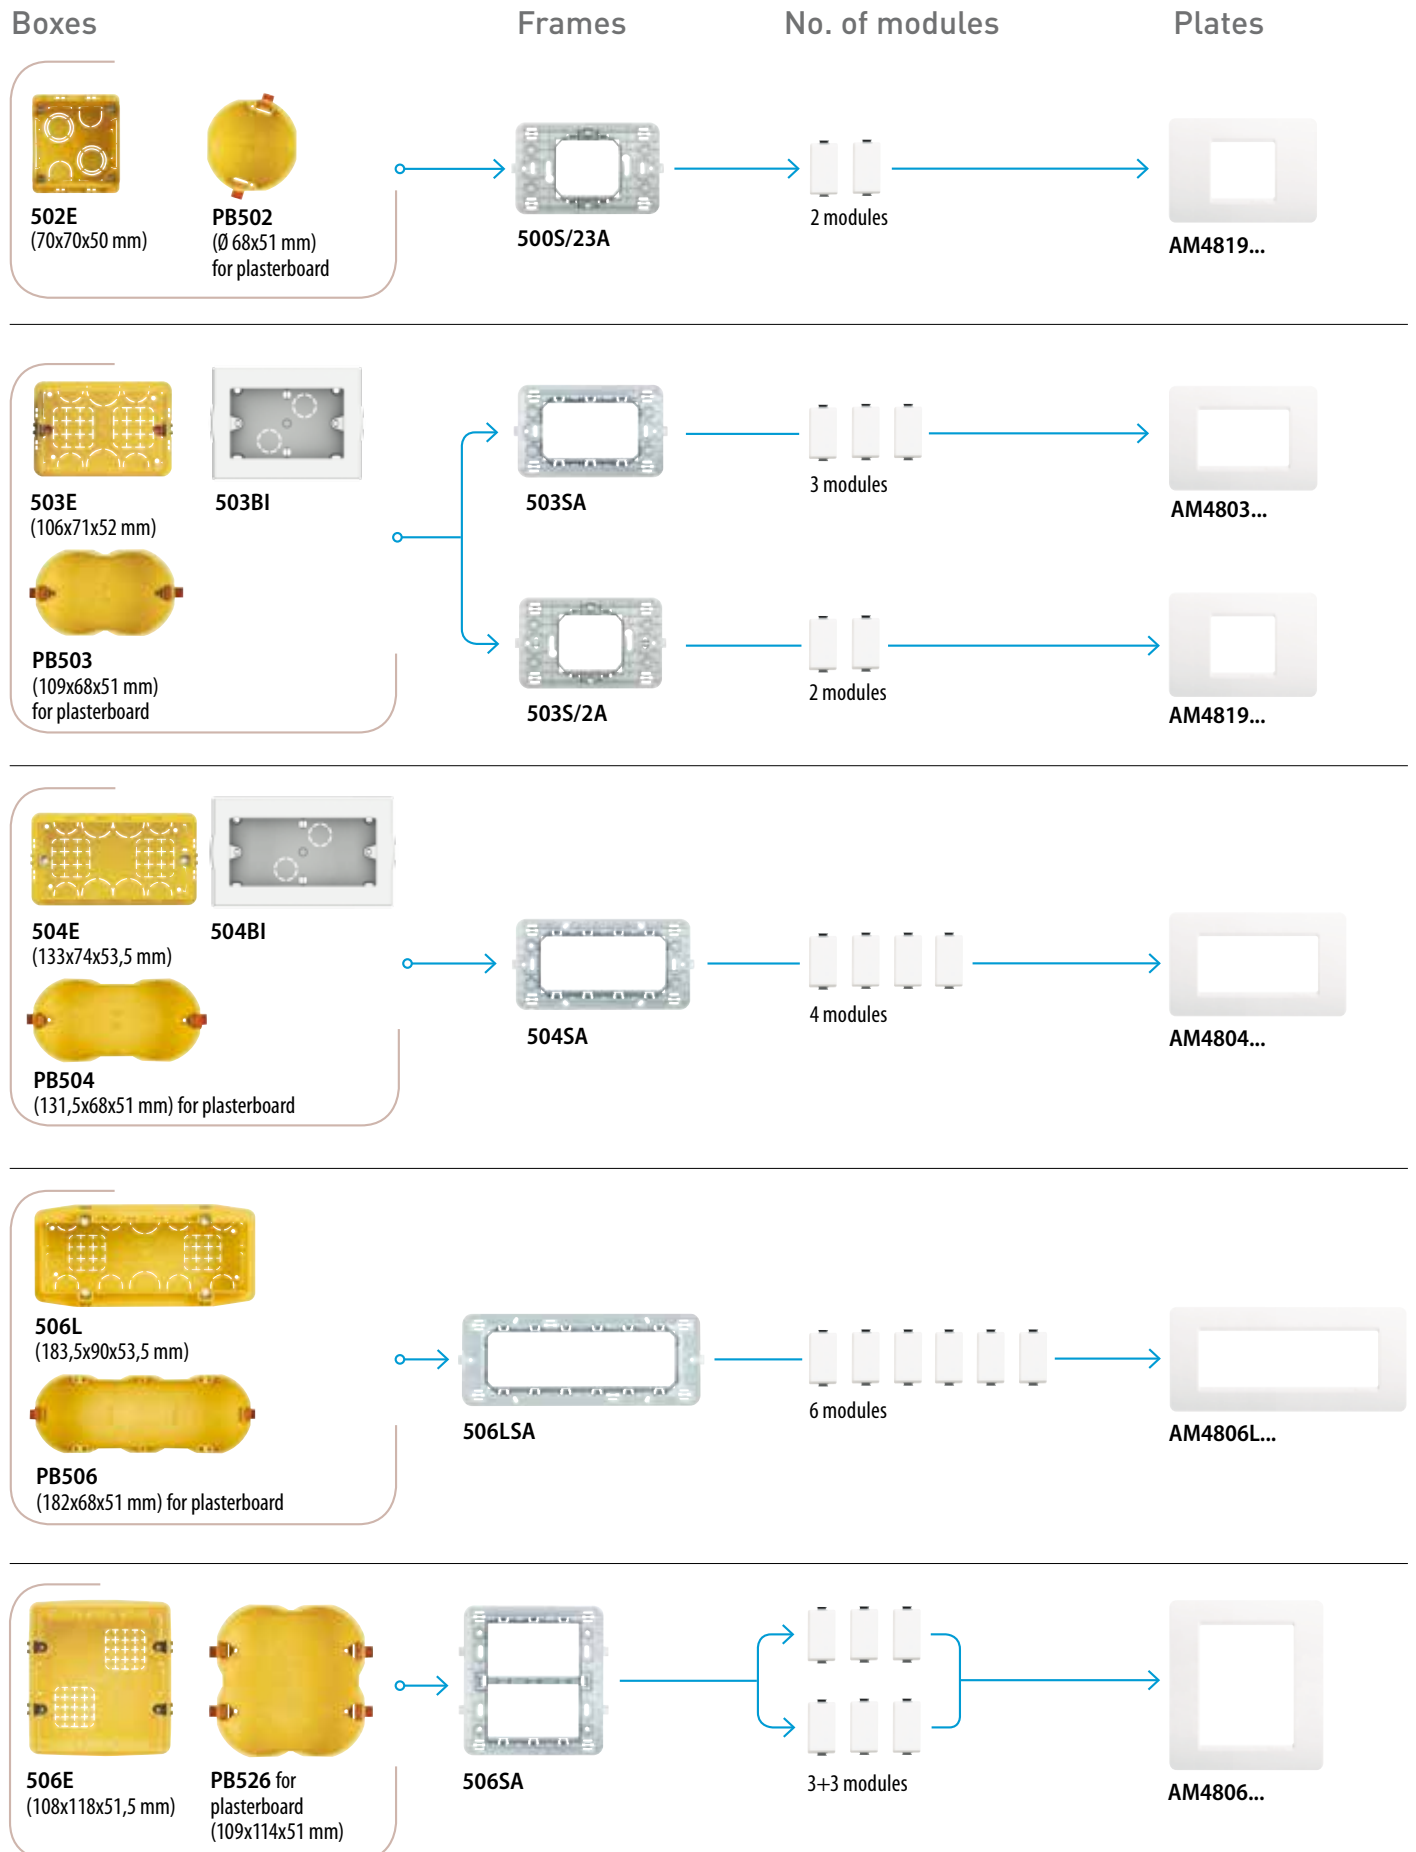 Boxes
Frames
No. of modules
Plates
502E
(70x70x50 mm)
PB502
(Ø 68x51 mm)
for plasterboard
500S/23A
2 modules
AM4819...
503E
(106x71x52 mm)
503BI
PB503
(109x68x51 mm)
for plasterboard
503SA
3 modules
AM4803...
503S/2A
2 modules
AM4819...
504E
(133x74x53,5 mm)
504BI
PB504
(131,5x68x51 mm) for plasterboard
504SA
4 modules
AM4804...
506L
(183,5x90x53,5 mm)
PB506
(182x68x51 mm) for plasterboard
506LSA
6 modules
AM4806L...
506E
(108x118x51,5 mm)
PB526 for
plasterboard
(109x114x51 mm)
506SA
3+3 modules
AM4806...